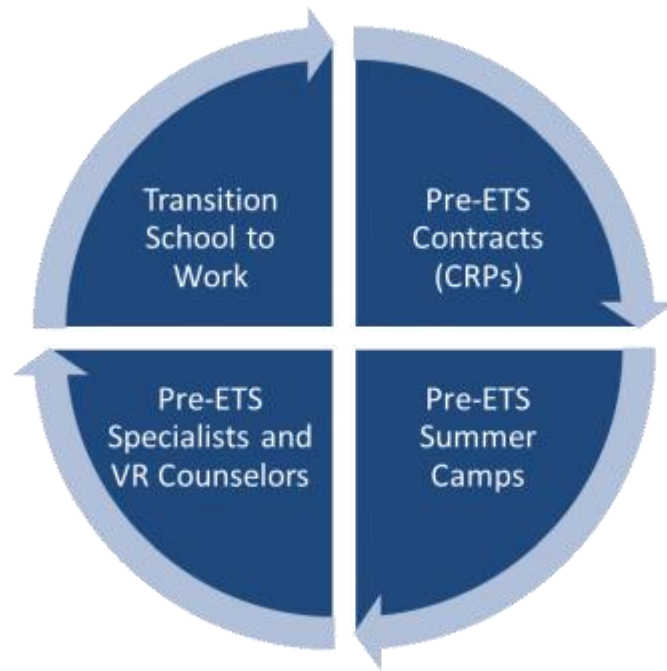 Transition
School to
Work
Pre-ETS
Contracts
(CRPs)
Pre-ETS
Specialists and
VR Counselors
Pre-ETS
Summer
Camps